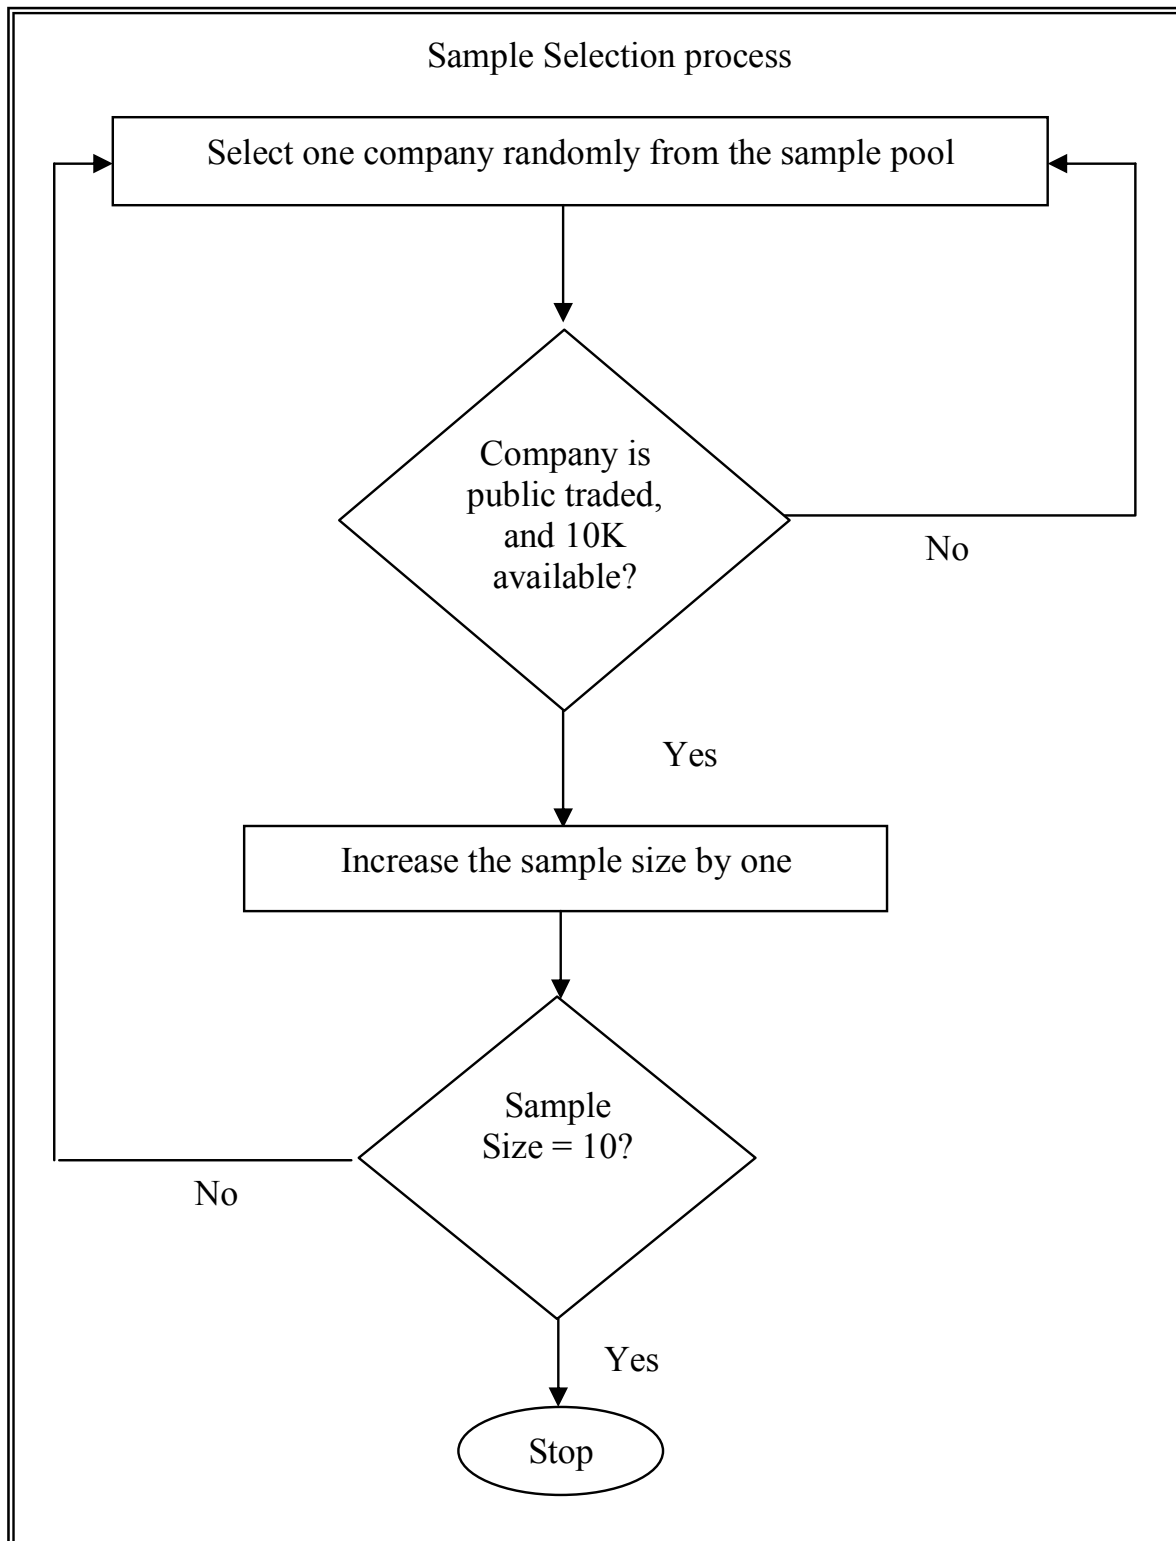 Sample Selection process
Select one company randomly from the sample pool
Company is
public traded,
and 10K
available?
No
Yes
Increase the sample size by one
Sample
Size = 10?
No
Yes
Stop